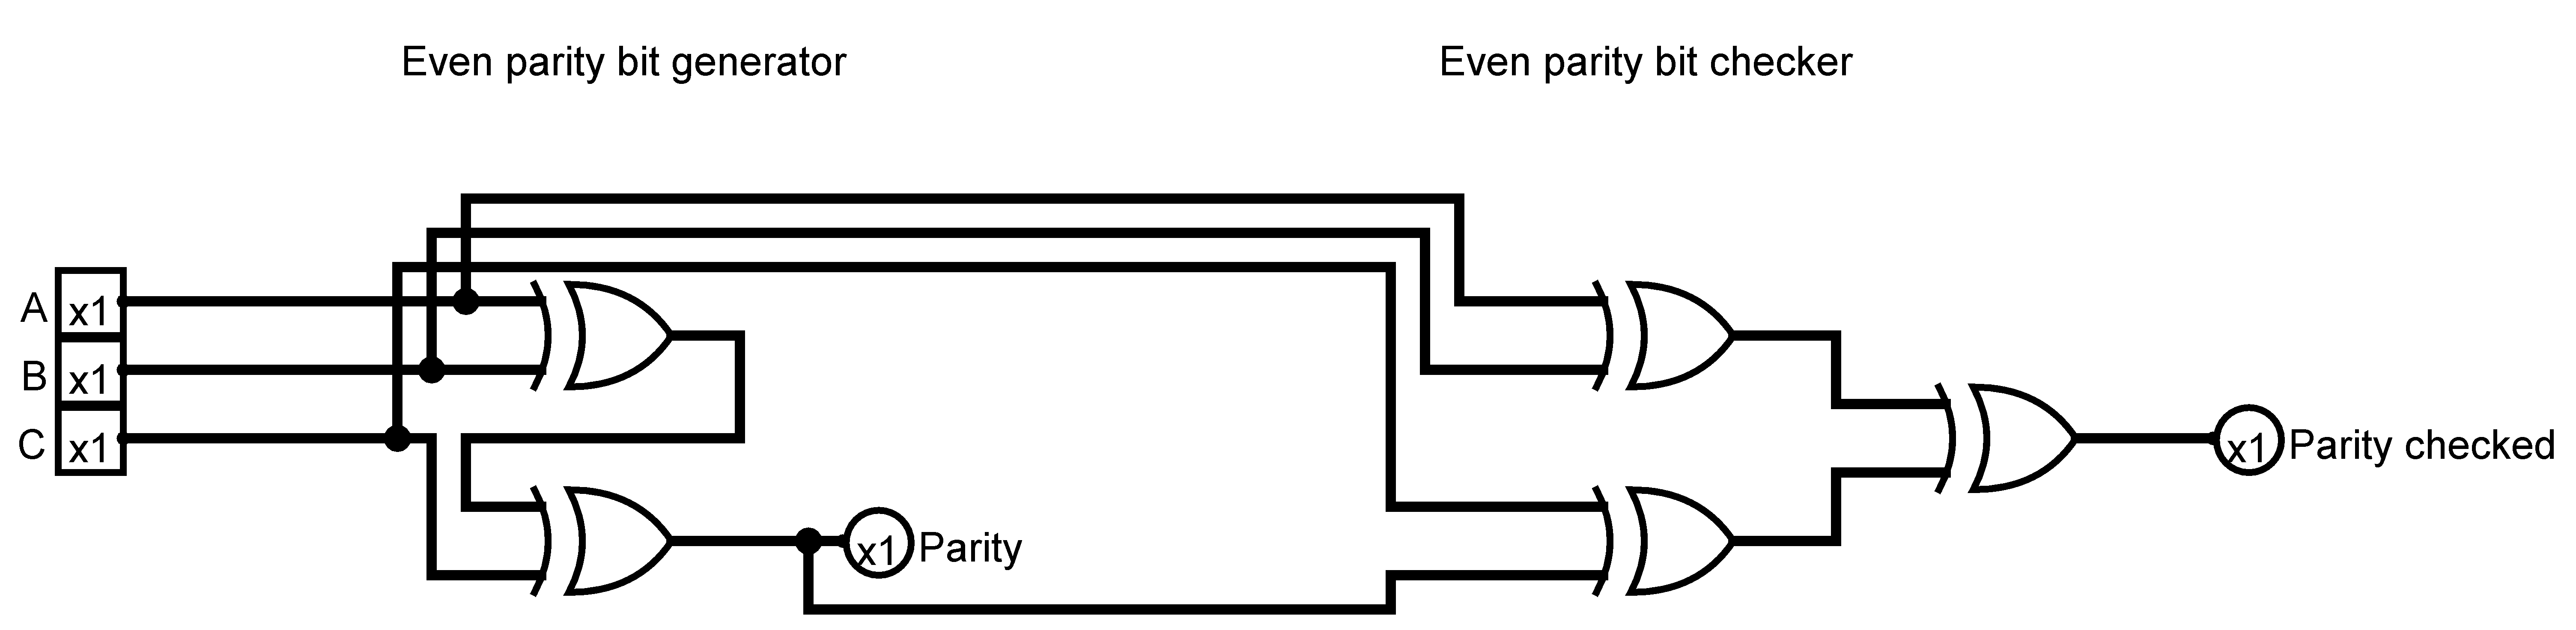 Even parity bit generator
Even parity bit checker
A x1
B x1
C x1
x1 Parity
x1 Parity checked